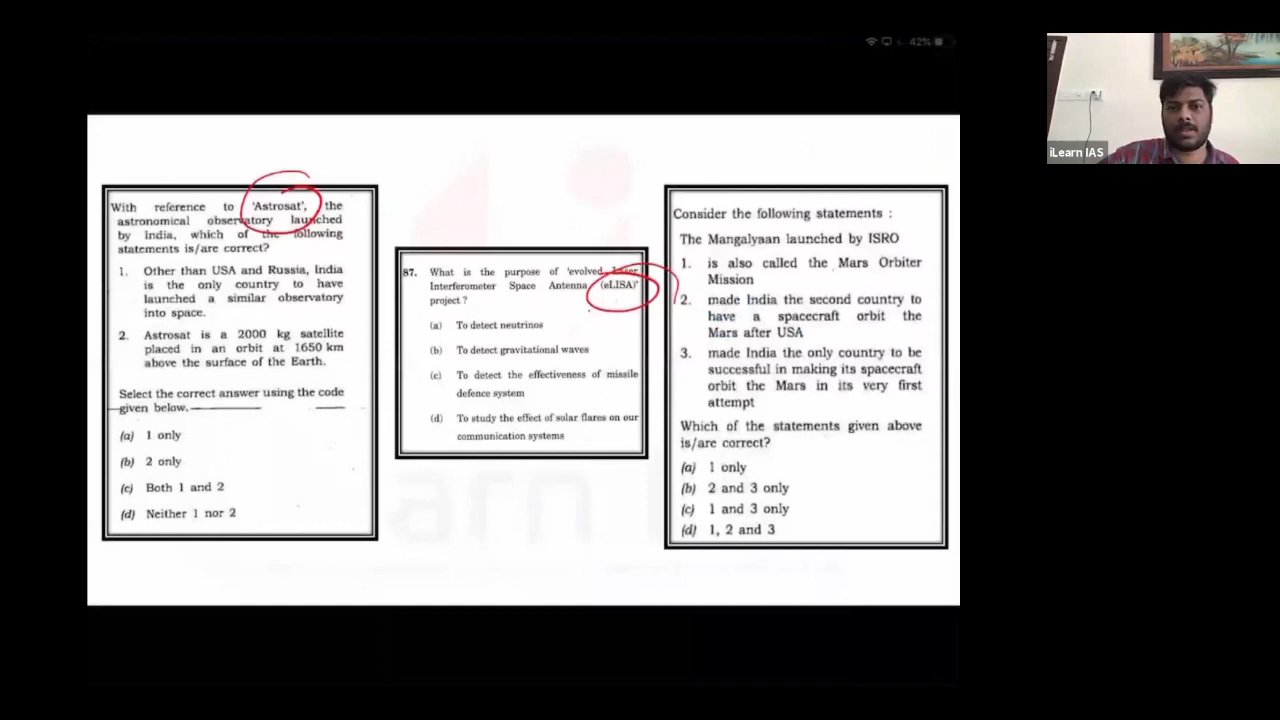 42%
With reference to 'Astrosat', the
astronomical observatory launched
by India, which of the following
statements is/are correct?
1. Other than USA and Russia, India
is the only country to have
launched a similar observatory
into space.
2. Astrosat is a 2000 kg satellite
placed in an orbit at 1650 km
above the surface of the Earth.
Select the correct answer using the code
given below.
(a) 1 only
(b) 2 only
(c) Both 1 and 2
(d) Neither 1 nor 2
87. What is the purpose of 'evolved Laser
Interferometer Space Antenna (eLISA)'
project ?
(a) To detect neutrinos
(b) To detect gravitational waves
(c) To detect the effectiveness of missile
defence system
(d) To study the effect of solar flares on our
communication systems
Consider the following statements :
The Mangalyaan launched by ISRO
1. is also called the Mars Orbiter
Mission
2. made India the second country to
have a spacecraft orbit the
Mars after USA
3. made India the only country to be
successful in making its spacecraft
orbit the Mars in its very first
attempt
Which of the statements given above
is/are correct?
(a) 1 only
(b) 2 and 3 only
(c) 1 and 3 only
(d) 1, 2 and 3
iLearn IAS